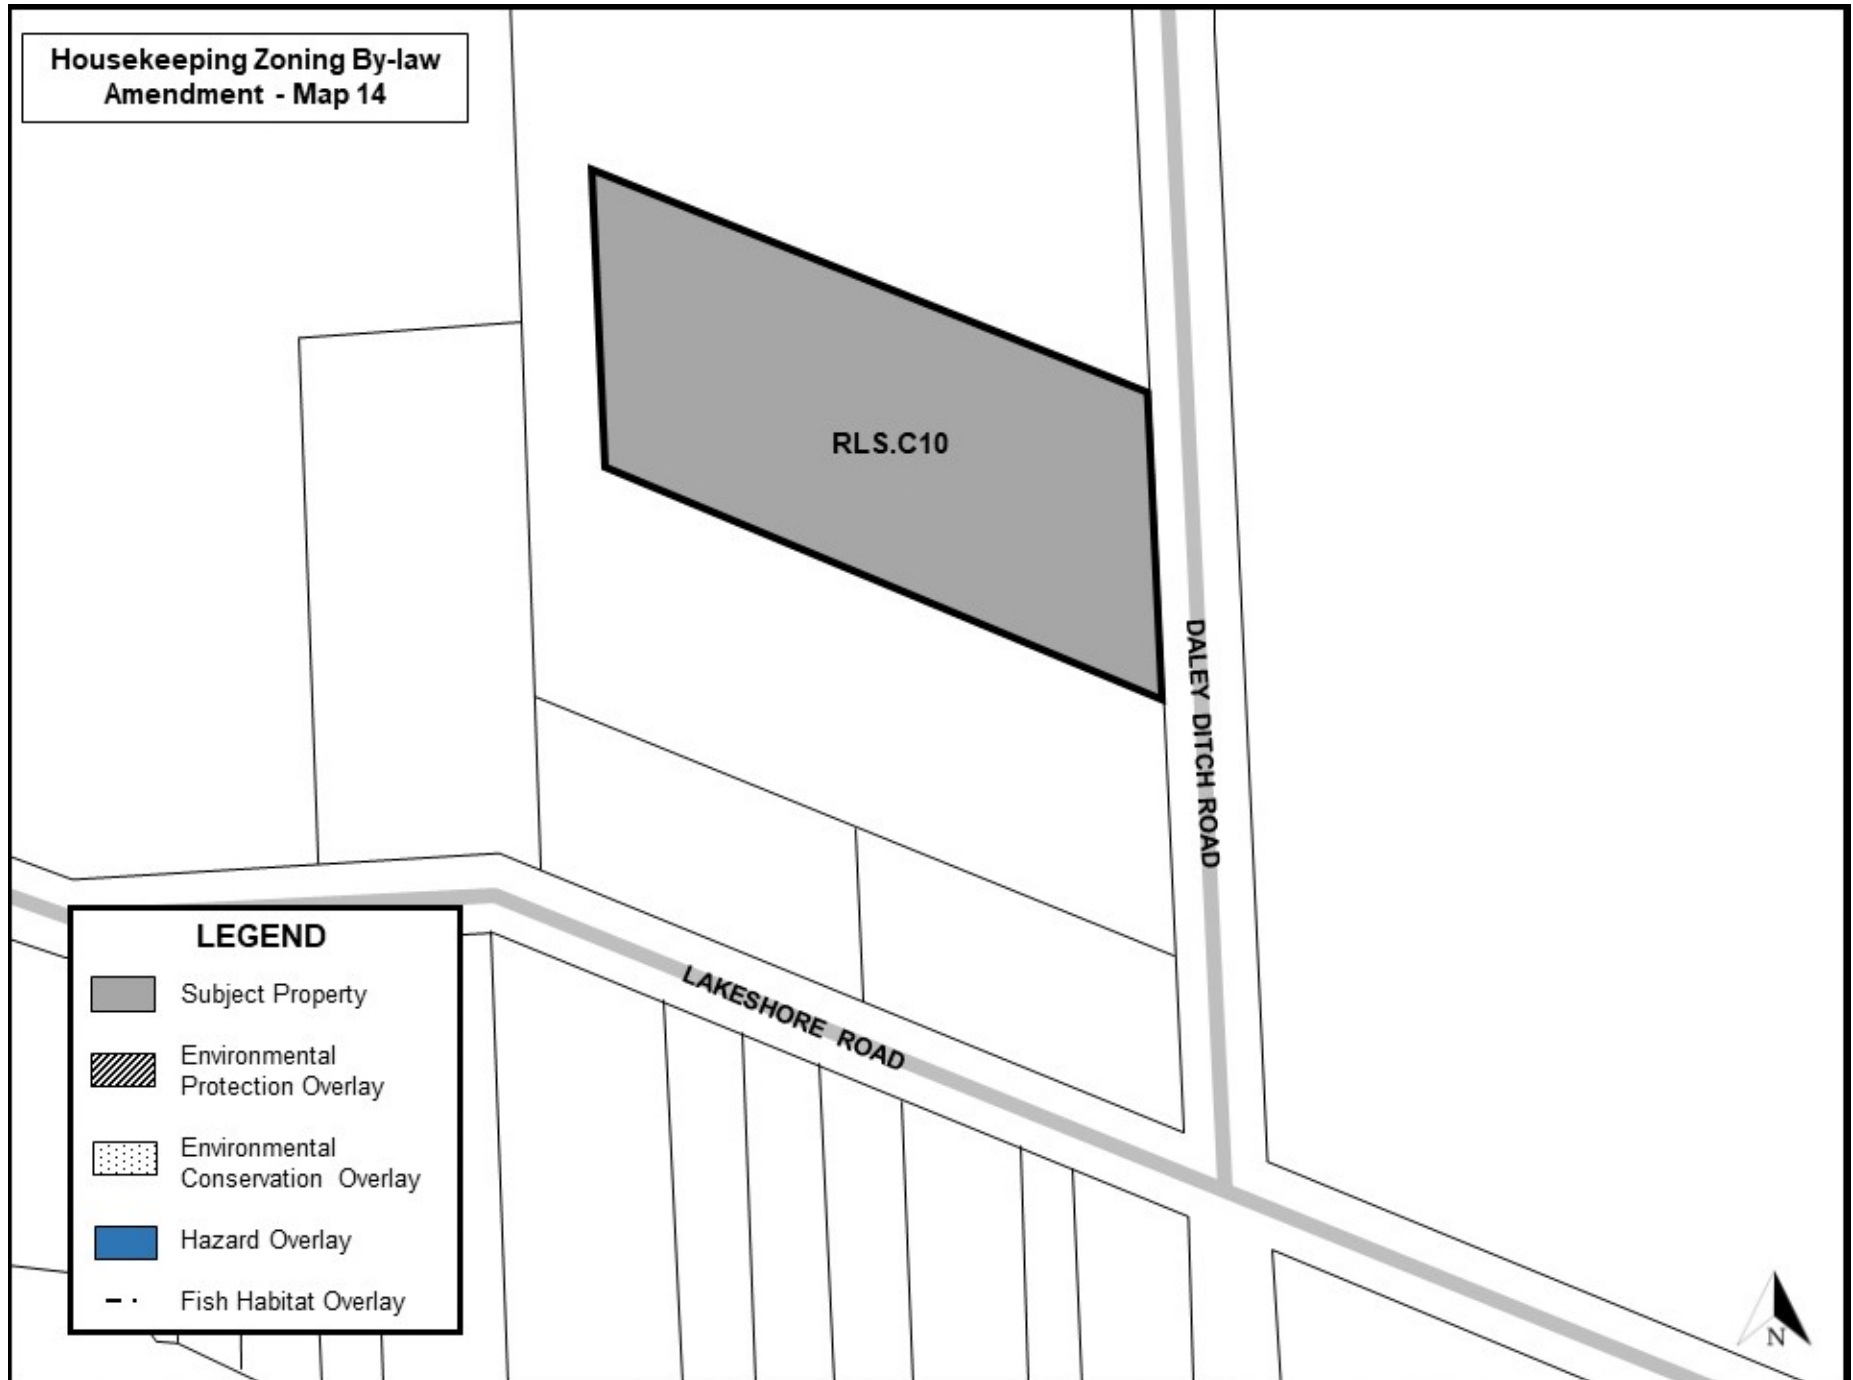 Housekeeping Zoning By-law
Amendment - Map 14
RLS.C10
DALEY DITCH ROAD
LAKESHORE ROAD
LEGEND
Subject Property
Environmental
Protection Overlay
Environmental
Conservation Overlay
Hazard Overlay
Fish Habitat Overlay
N